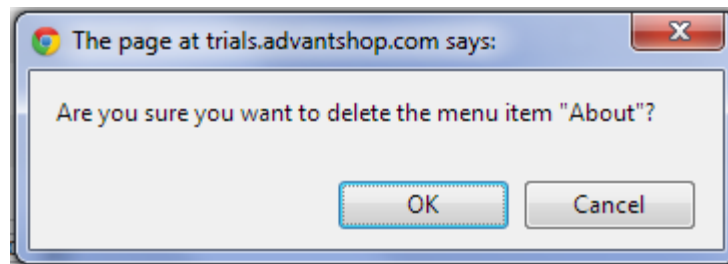 The page at trials.advantshop.com says:
Are you sure you want to delete the menu item "About"?
OK
Cancel